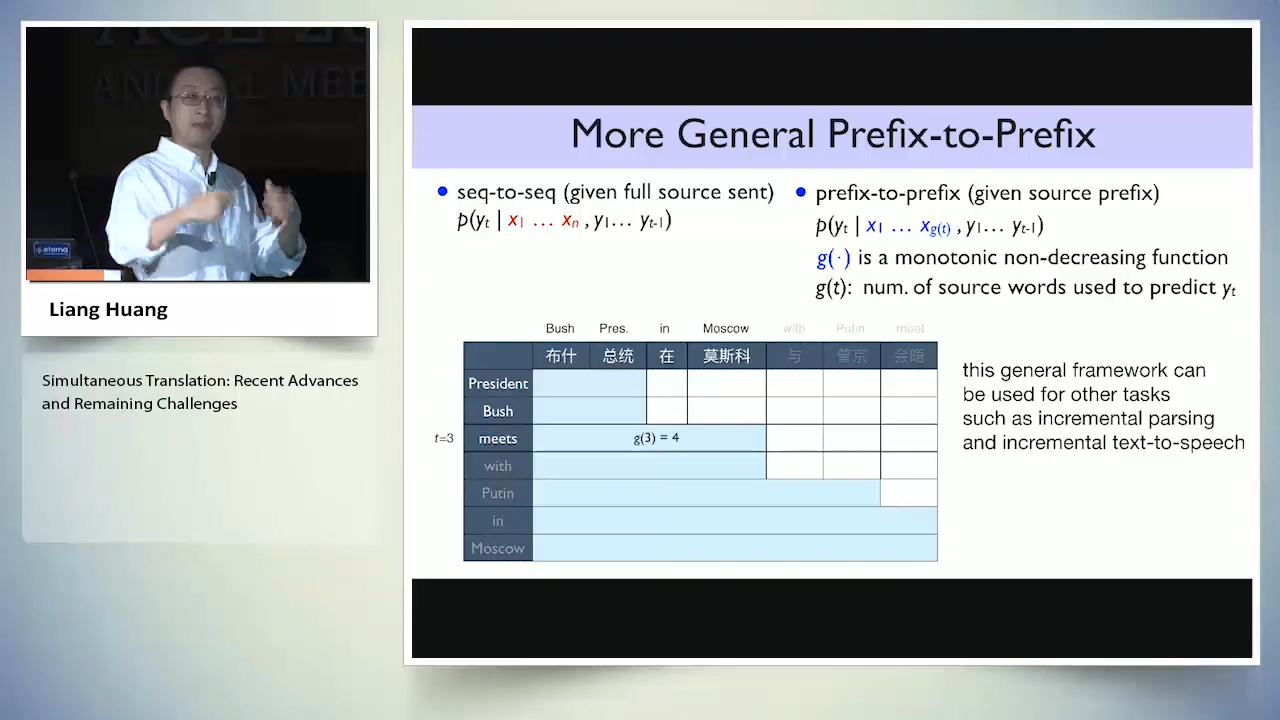 ANNUAL MEE
eterna
Liang Huang
Simultaneous Translation: Recent Advances
and Remaining Challenges
More General Prefix-to-Prefix
• seq-to-seq (given full source sent)
p(yt | x1 … xn , y1… yt-1)
• prefix-to-prefix (given source prefix)
p(yt | x1 … xg(t) , y1… yt-1)
g(·) is a monotonic non-decreasing function
g(t): num. of source words used to predict yt
Bush Pres. in Moscow with Putin meet
布什 总统 在 莫斯科 与 普京 会晤
President
Bush
t=3 meets g(3) = 4
with
Putin
in
Moscow
this general framework can
be used for other tasks
such as incremental parsing
and incremental text-to-speech